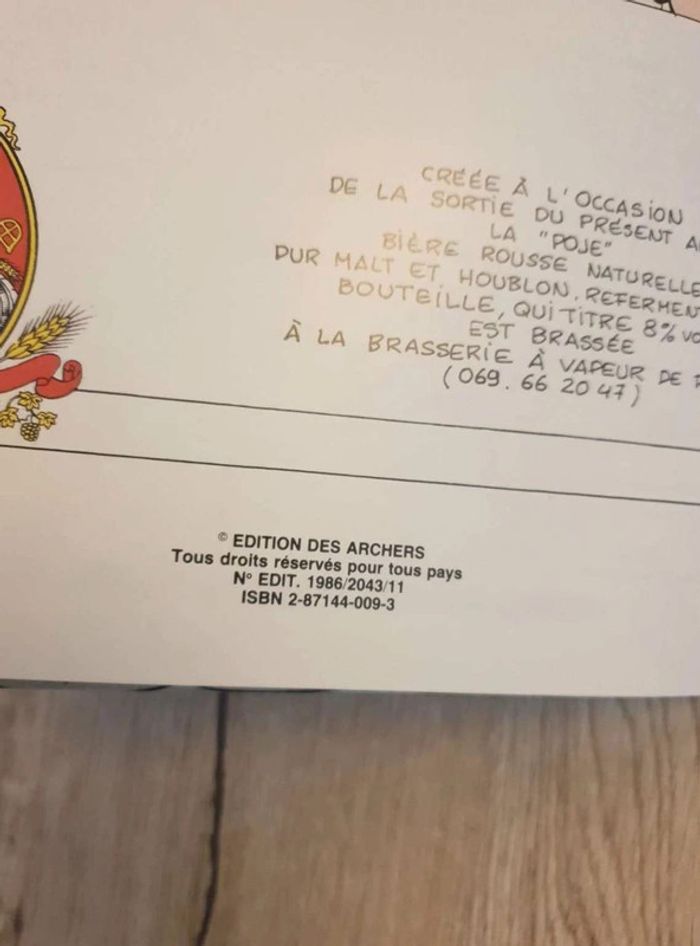 CRÉÉE À L'OCCASION
DE LA SORTIE DU PRÉSENT
LA "POJE"
BIÈRE ROUSSE NATURELLE
PUR MALT ET HOUBLON, REFERMEN
BOUTEILLE, QUI TITRE 8% VO
EST BRASSÉE
À LA BRASSERIE À VAPEUR DE
(069. 66 20 47)
© EDITION DES ARCHERS
Tous droits réservés pour tous pays
N° EDIT. 1986/2043/11
ISBN 2-87144-009-3